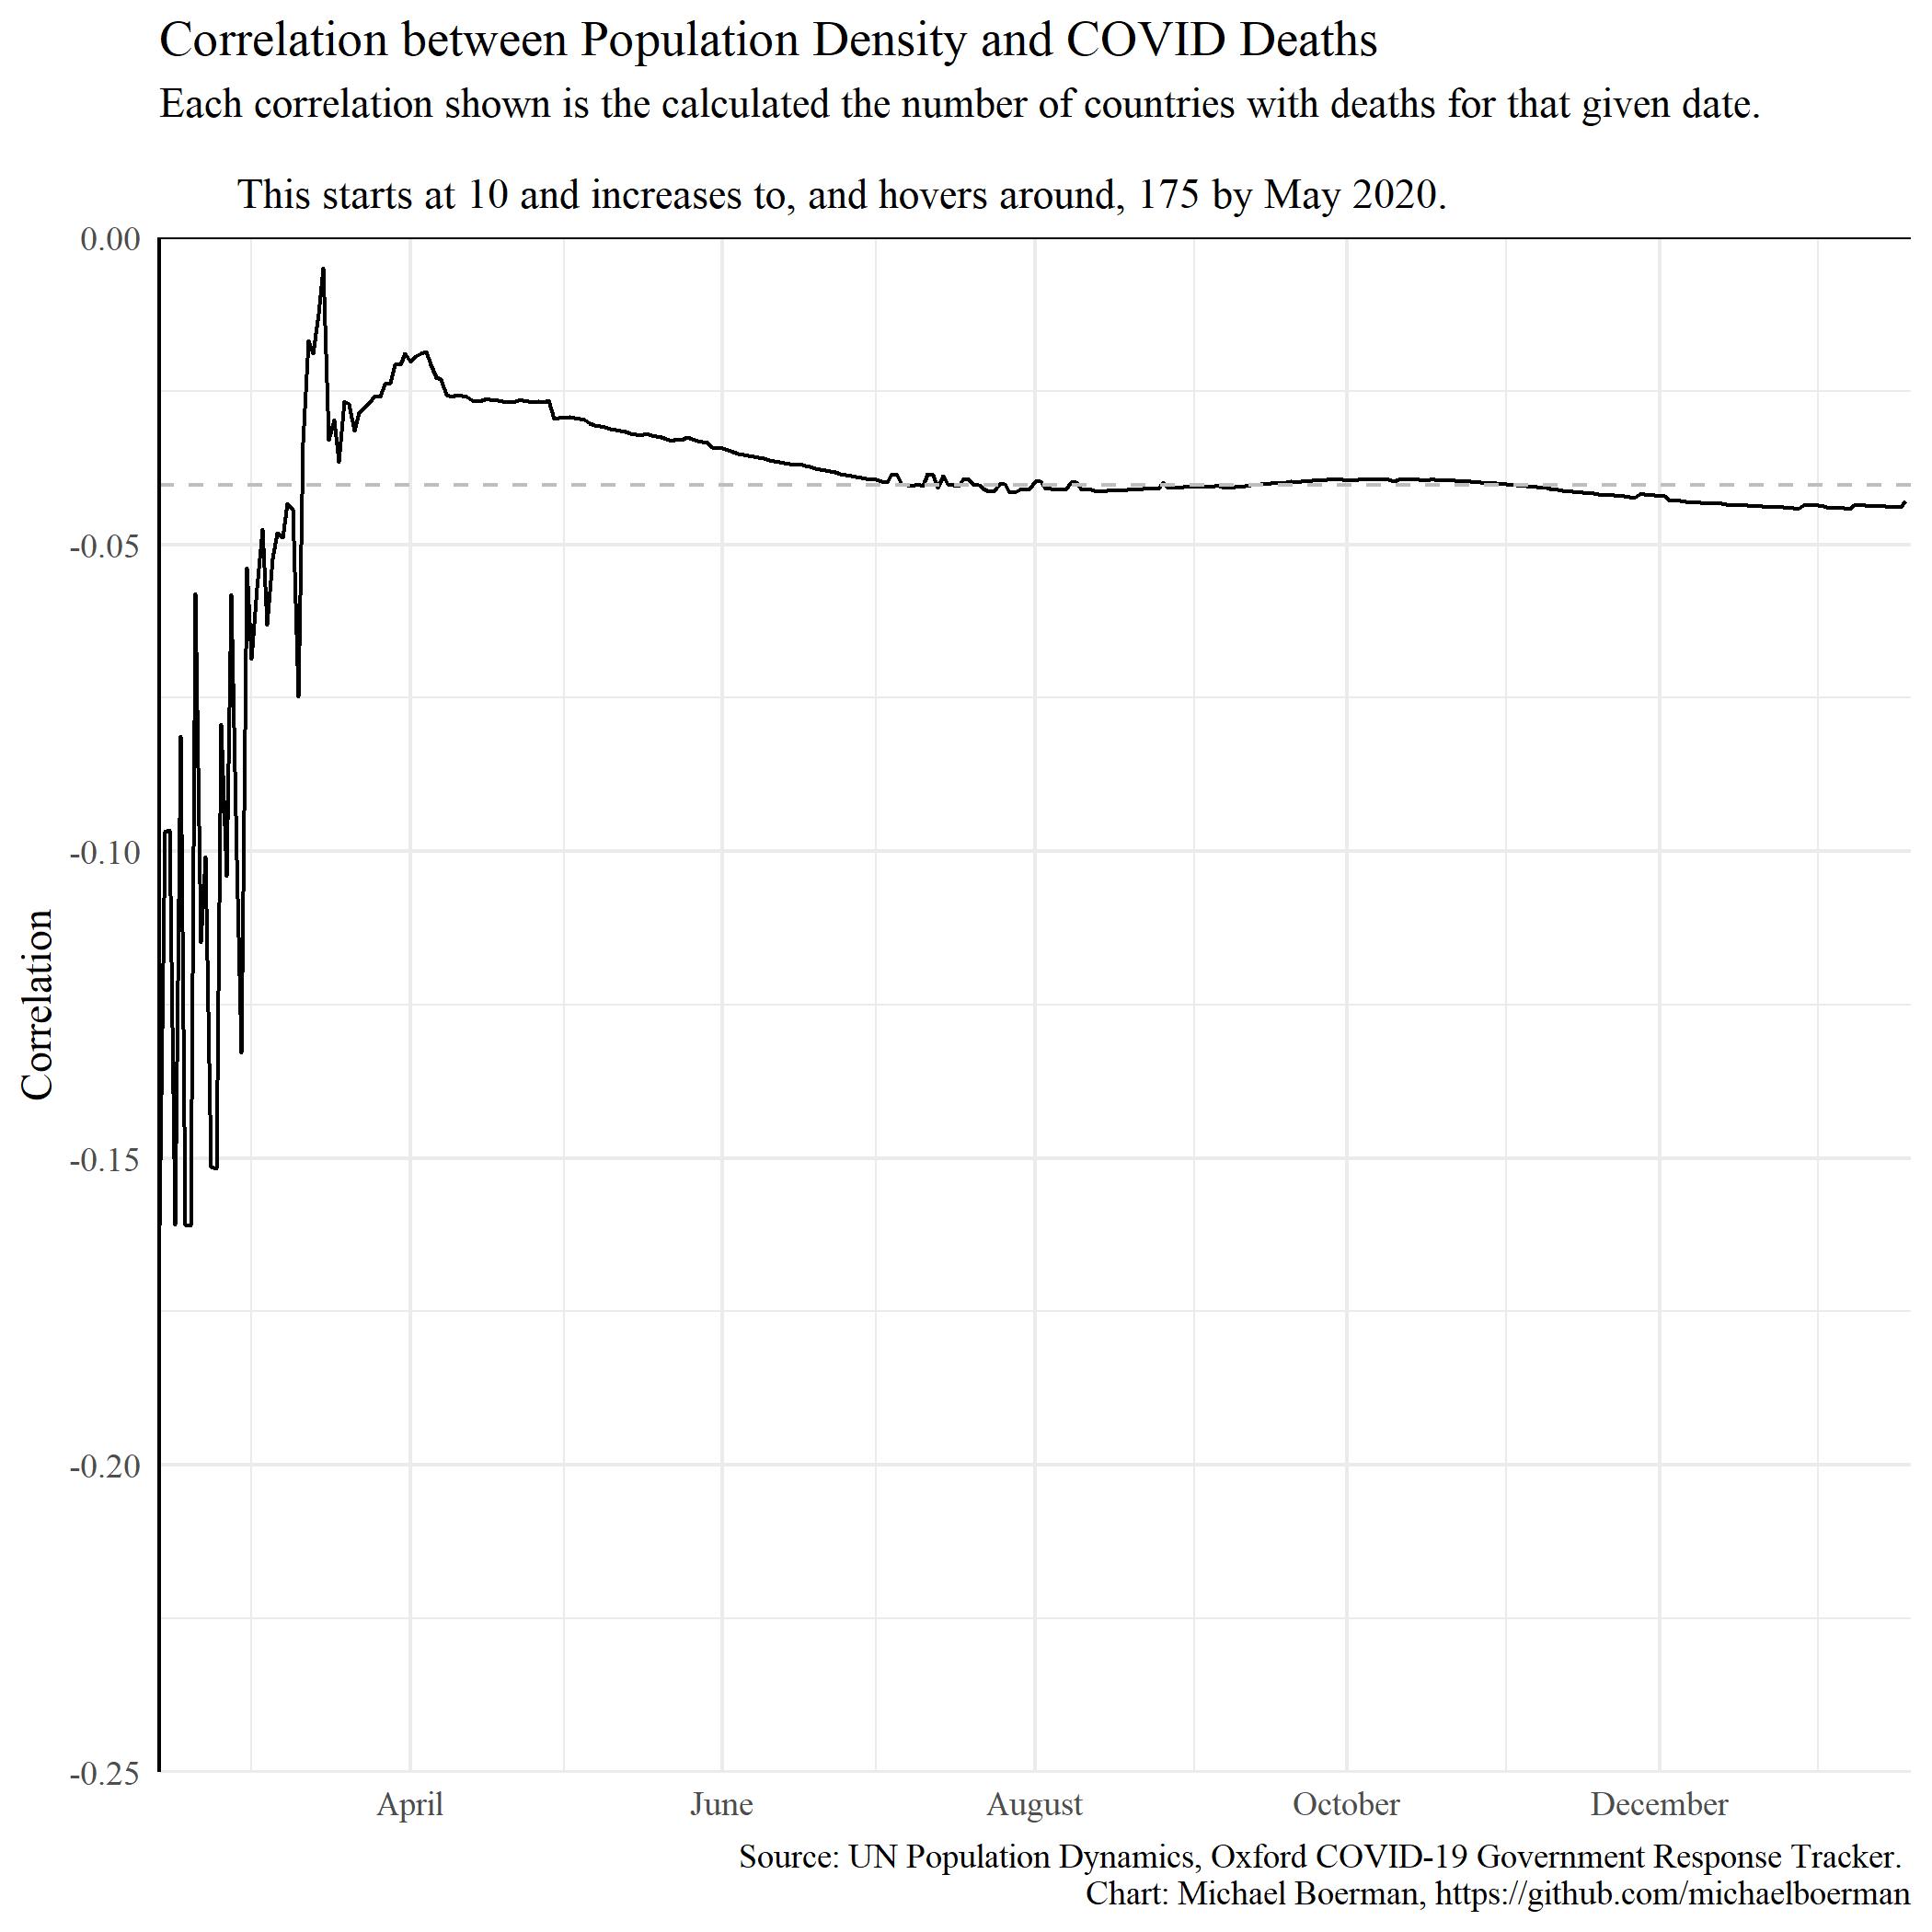 Correlation between Population Density and COVID Deaths
Each correlation shown is the calculated the number of countries with deaths for that given date.
This starts at 10 and increases to, and hovers around, 175 by May 2020.
0.00
-0.05
-0.10
-0.15
-0.20
-0.25
Correlation
April
June
August
October
December
Source: UN Population Dynamics, Oxford COVID-19 Government Response Tracker.
Chart: Michael Boerman, https://github.com/michaelboerman